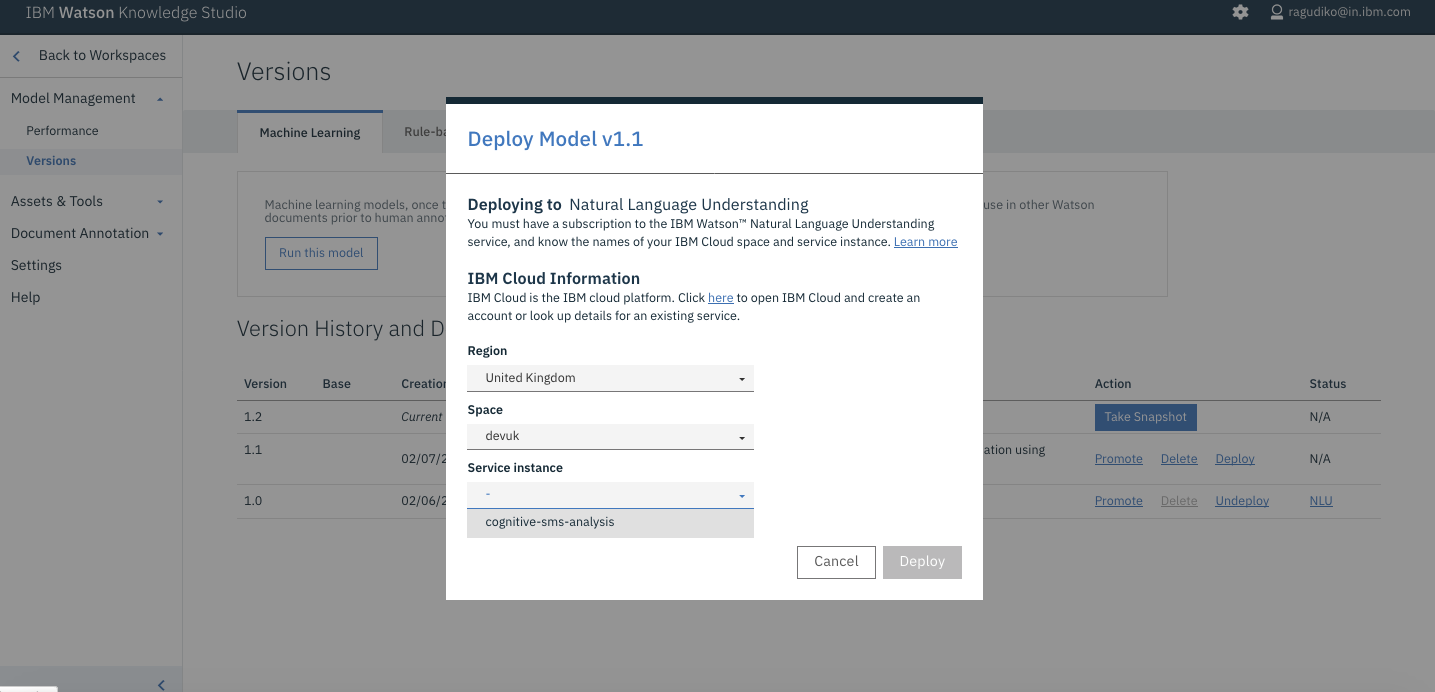 IBM Watson Knowledge Studio
ragudiko@in.ibm.com
Back to Workspaces
Model Management
Performance
Versions
Assets & Tools
Document Annotation
Settings
Help
Versions
Machine Learning
Rule-ba
Machine learning models, once t
use in other Watson
documents prior to human anno
Run this model
Version History and D
Version Base Creation
Action Status
1.2 Current
Take Snapshot N/A
1.1
ation using
02/07/2
Promote Delete Deploy N/A
1.0 02/06/2
Promote Delete Undeploy NLU
Deploy Model v1.1
Deploying to Natural Language Understanding
You must have a subscription to the IBM Watson™ Natural Language Understanding
service, and know the names of your IBM Cloud space and service instance. Learn more
IBM Cloud Information
IBM Cloud is the IBM cloud platform. Click here to open IBM Cloud and create an
account or look up details for an existing service.
Region
United Kingdom
Space
devuk
Service instance
-
cognitive-sms-analysis
Cancel Deploy